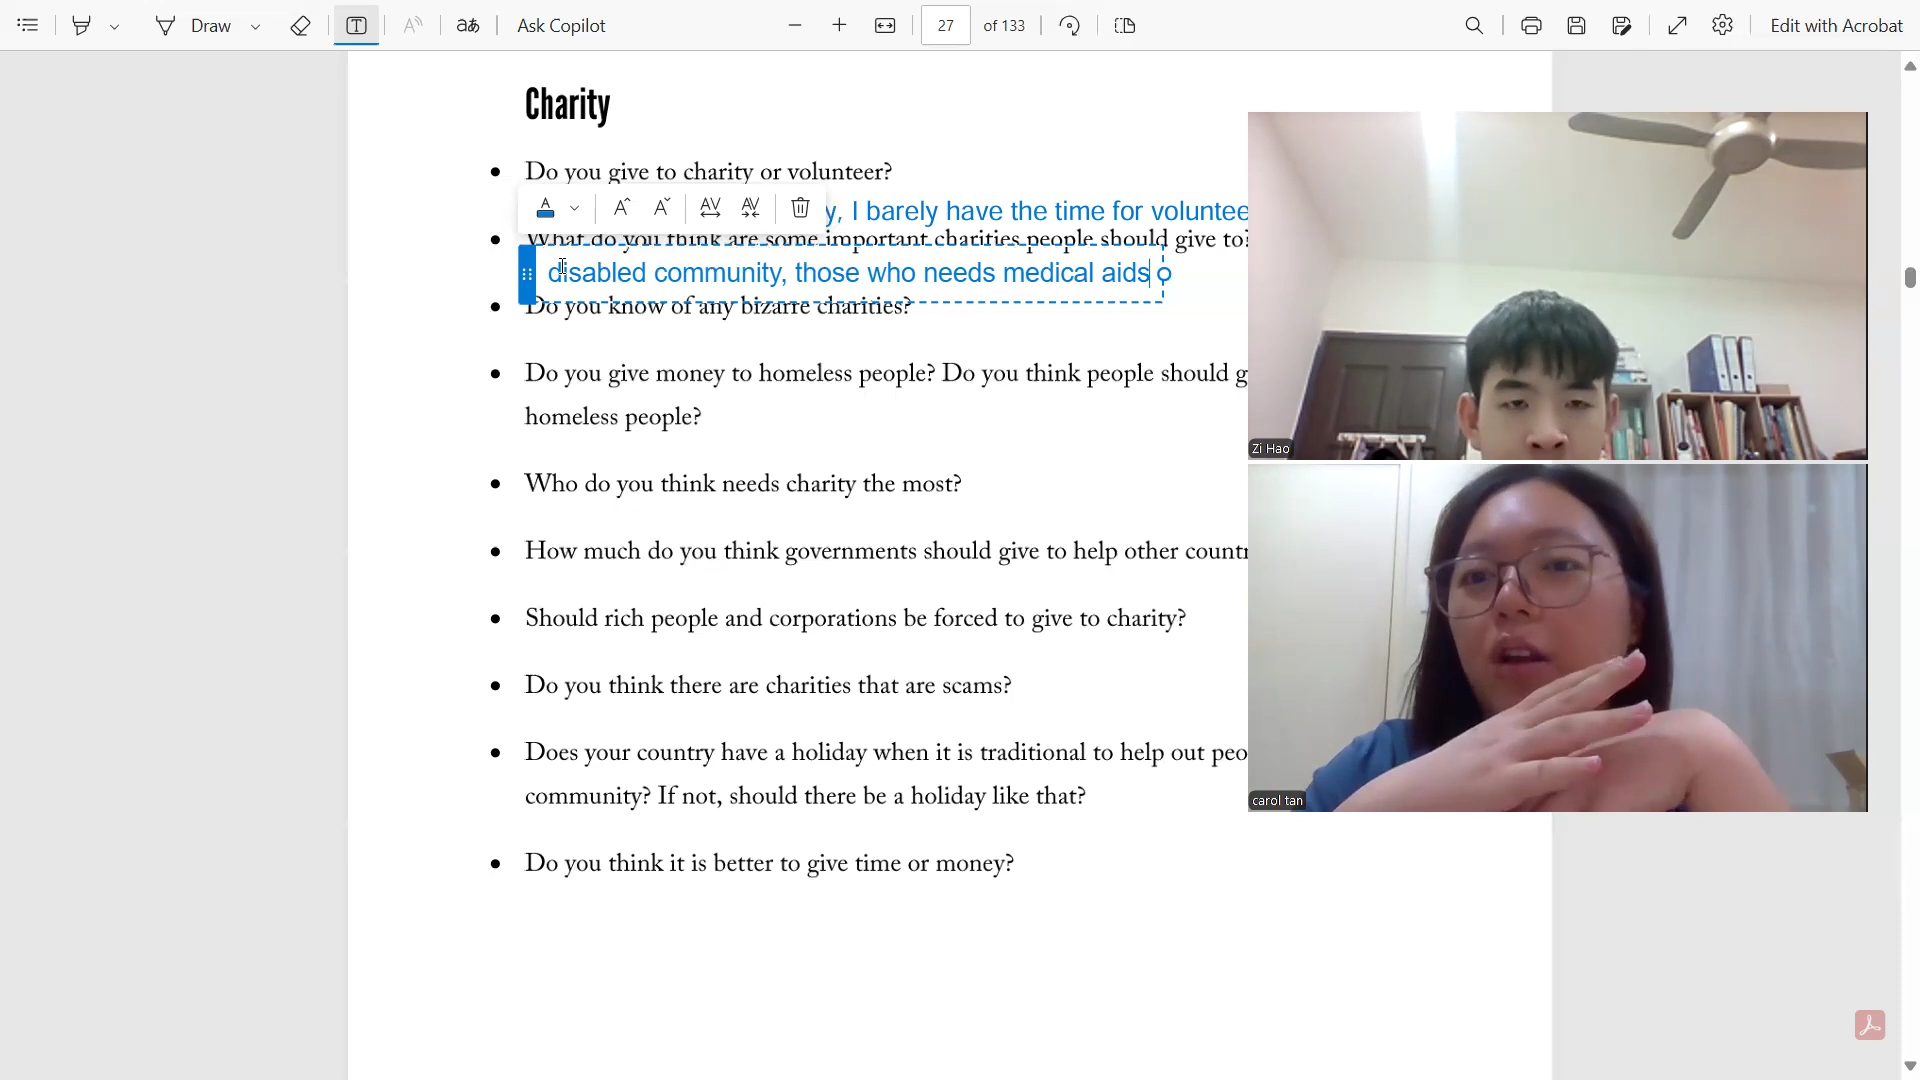 Draw
Ask Copilot
27 of 133
Edit with Acrobat
Charity
Do you give to charity or volunteer?
I barely have the time for
What do you think are some important charities people should give to?
disabled community, those who needs medical aids
Do you know of any bizarre charities?
Do you give money to homeless people? Do you think people should
homeless people?
Who do you think needs charity the most?
How much do you think governments should give to help other
Should rich people and corporations be forced to give to charity?
Do you think there are charities that are scams?
Does your country have a holiday when it is traditional to help out
community? If not, should there be a holiday like that?
Do you think it is better to give time or money?
Zi Hao
carol tan